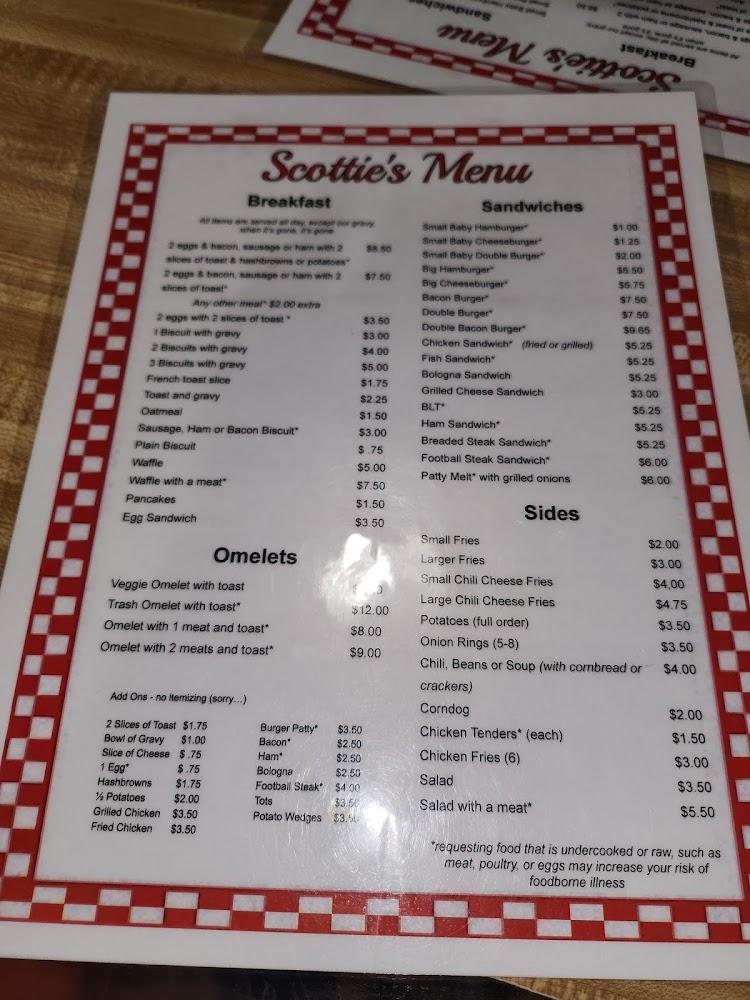 Scottie's Menu
Breakfast
All items are served all day, except our gravy,
when it's gone, it's gone
2 eggs & bacon, sausage or ham with 2 $8.50
slices of toast & hashbrowns or potatoes*
2 eggs & bacon, sausage or ham with 2 $7.50
slices of toast*
Any other meat* $2.00 extra
2 eggs with 2 slices of toast * $3.50
1 Biscuit with gravy $3.00
2 Biscuits with gravy $4.00
3 Biscuits with gravy $5.00
French toast slice $1.75
Toast and gravy $2.25
Oatmeal $1.50
Sausage, Ham or Bacon Biscuit* $3.00
Plain Biscuit $ .75
Waffle $5.00
Waffle with a meat* $7.50
Pancakes $1.50
Egg Sandwich $3.50
Omelets
Veggie Omelet with toast
Trash Omelet with toast* $12.00
Omelet with 1 meat and toast* $8.00
Omelet with 2 meats and toast* $9.00
Add Ons - no Itemizing (sorry...)
2 Slices of Toast $1.75
Bowl of Gravy $1.00
Slice of Cheese $ .75
1 Egg* $ .75
Hashbrowns $1.75
½ Potatoes $2.00
Grilled Chicken $3.50
Fried Chicken $3.50
Burger Patty* $3.50
Bacon* $2.50
Ham* $2.50
Bologna $2.50
Football Steak* $4.00
Tots $3.50
Potato Wedges $3.50
Sandwiches
Small Baby Hamburger* $1.00
Small Baby Cheeseburger* $1.25
Small Baby Double Burger* $2.00
Big Hamburger* $5.50
Big Cheeseburger* $5.75
Bacon Burger* $7.50
Double Burger* $7.50
Double Bacon Burger* $9.65
Chicken Sandwich* (fried or grilled) $5.25
Fish Sandwich* $5.25
Bologna Sandwich $5.25
Grilled Cheese Sandwich $3.00
BLT* $5.25
Ham Sandwich* $5.25
Breaded Steak Sandwich* $5.25
Football Steak Sandwich* $6.00
Patty Melt* with grilled onions $6.00
Sides
Small Fries $2.00
Larger Fries $3.00
Small Chili Cheese Fries $4.00
Large Chili Cheese Fries $4.75
Potatoes (full order) $3.50
Onion Rings (5-8) $3.50
Chili, Beans or Soup (with cornbread or $4.00
crackers)
Corndog $2.00
Chicken Tenders* (each) $1.50
Chicken Fries (6) $3.00
Salad $3.50
Salad with a meat* $5.50
*requesting food that is undercooked or raw, such as
meat, poultry, or eggs may increase your risk of
foodborne illness
Scottie's Menu
Breakfast
Sandwiches